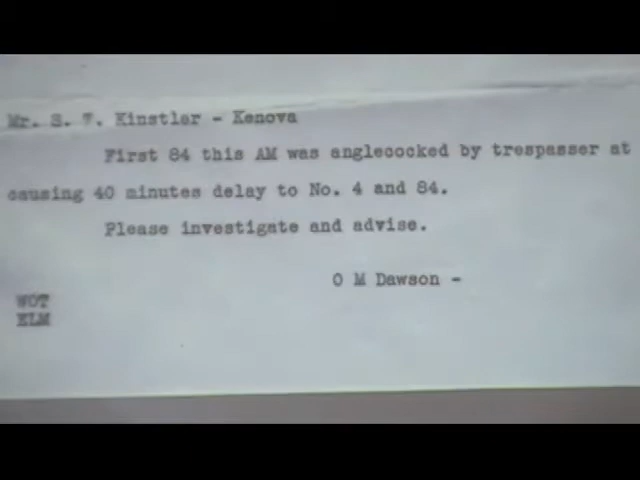 Mr. S. T. Kinstler - Kenova
First 84 this AM was anglecocked by trespasser at
causing 40 minutes delay to No. 4 and 84.
Please investigate and advise.
O M Dawson -
WOT
ELM